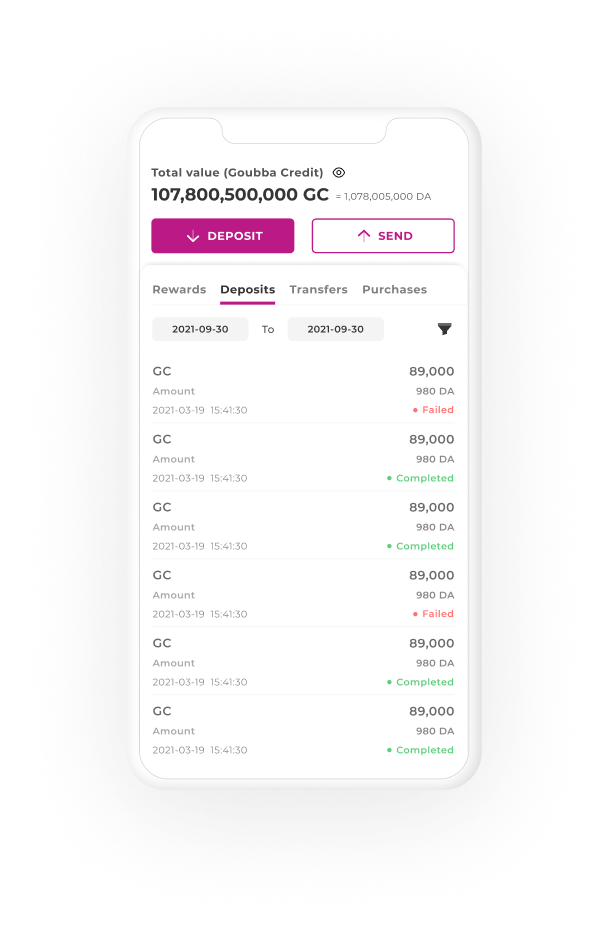 Total value (Goubba Credit)
107,800,500,000 GC = 1,078,005,000 DA
DEPOSIT SEND
Rewards Deposits Transfers Purchases
2021-09-30 To 2021-09-30
GC 89,000
Amount 980 DA
2021-03-19 15:41:30 Failed
GC 89,000
Amount 980 DA
2021-03-19 15:41:30 Completed
GC 89,000
Amount 980 DA
2021-03-19 15:41:30 Completed
GC 89,000
Amount 980 DA
2021-03-19 15:41:30 Failed
GC 89,000
Amount 980 DA
2021-03-19 15:41:30 Completed
GC 89,000
Amount 980 DA
2021-03-19 15:41:30 Completed